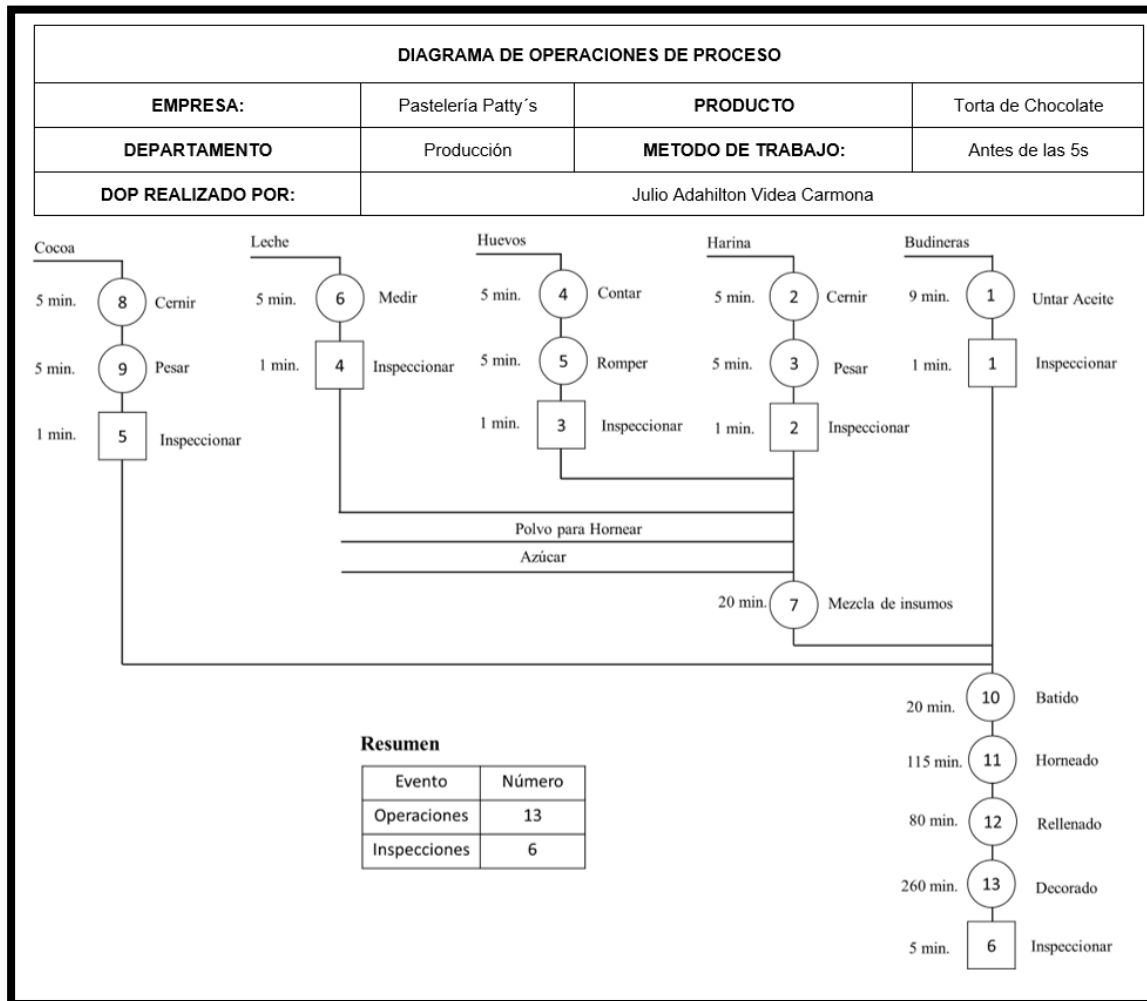 DIAGRAMA DE OPERACIONES DE PROCESO
EMPRESA: Pastelería Patty´s PRODUCTO Torta de Chocolate
DEPARTAMENTO Producción METODO DE TRABAJO: Antes de las 5s
DOP REALIZADO POR: Julio Adahilton Videa Carmona
Cocoa Leche Huevos Harina Budineras
5 min. 8 Cernir 5 min. 6 Medir 5 min. 4 Contar 5 min. 2 Cernir 9 min. 1 Untar Aceite
5 min. 9 Pesar 1 min. 4 Inspeccionar 5 min. 5 Romper 5 min. 3 Pesar 1 min. 1 Inspeccionar
1 min. 5 Inspeccionar 1 min. 3 Inspeccionar 1 min. 2 Inspeccionar
Polvo para Hornear
Azúcar
20 min. 7 Mezcla de insumos
20 min. 10 Batido
115 min. 11 Horneado
80 min. 12 Rellenado
260 min. 13 Decorado
5 min. 6 Inspeccionar
Resumen
Evento Número
Operaciones 13
Inspecciones 6